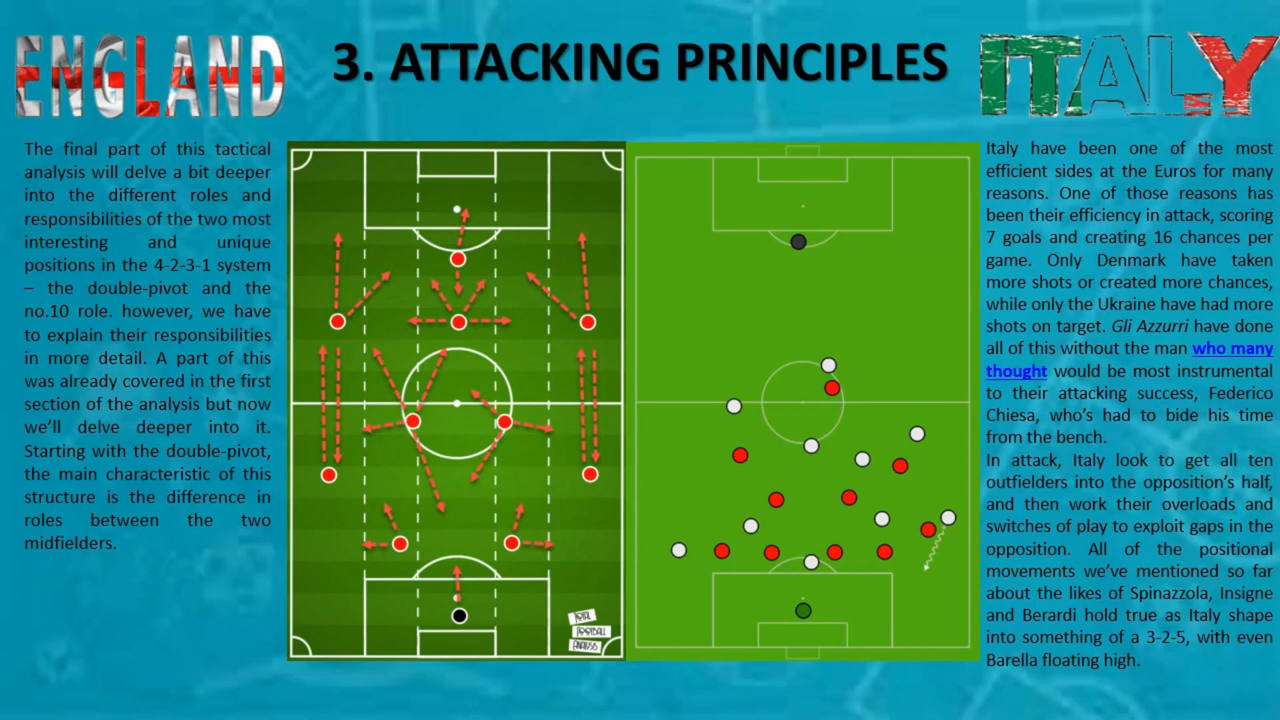 ENGLAND
3. ATTACKING PRINCIPLES
ITALY
The final part of this tactical
analysis will delve a bit deeper
into the different roles and
responsibilities of the two most
interesting and unique
positions in the 4-2-3-1 system
– the double-pivot and the
no.10 role. however, we have
to explain their responsibilities
in more detail. A part of this
was already covered in the first
section of the analysis but now
we'll delve deeper into it.
Starting with the double-pivot,
the main characteristic of this
structure is the difference in
roles between the two
midfielders.
TOTAL
FOOTBALL
ANALYSIS
Italy have been one of the most
efficient sides at the Euros for many
reasons. One of those reasons has
been their efficiency in attack, scoring
7 goals and creating 16 chances per
game. Only Denmark have taken
more shots or created more chances,
while only the Ukraine have had more
shots on target. Gli Azzurri have done
all of this without the man who many
thought would be most instrumental
to their attacking success, Federico
Chiesa, who's had to bide his time
from the bench.
In attack, Italy look to get all ten
outfielders into the opposition's half,
and then work their overloads and
switches of play to exploit gaps in the
opposition. All of the positional
movements we've mentioned so far
about the likes of Spinazzola, Insigne
and Berardi hold true as Italy shape
into something of a 3-2-5, with even
Barella floating high.